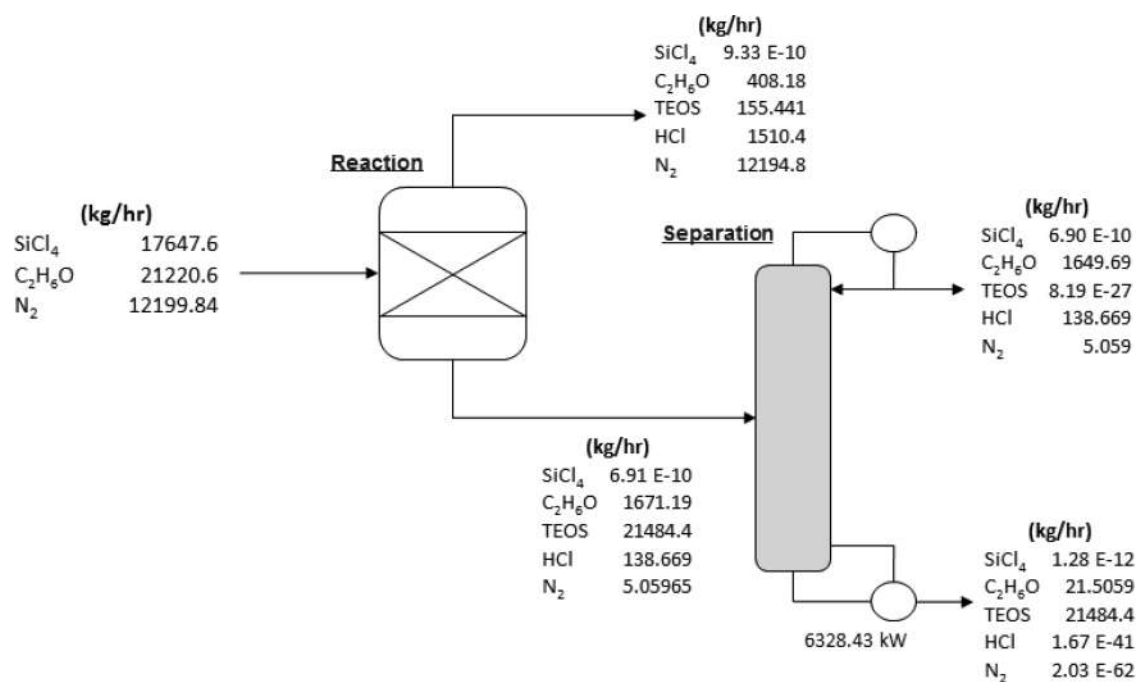 (kg/hr)
SiCl₄ 9.33 E-10
C₂H₆O 408.18
TEOS 155.441
HCl 1510.4
N₂ 12194.8
Reaction
(kg/hr)
SiCl₄ 17647.6
C₂H₆O 21220.6
N₂ 12199.84
Separation
(kg/hr)
SiCl₄ 6.90 E-10
C₂H₆O 1649.69
TEOS 8.19 E-27
HCl 138.669
N₂ 5.059
(kg/hr)
SiCl₄ 6.91 E-10
C₂H₆O 1671.19
TEOS 21484.4
HCl 138.669
N₂ 5.05965
(kg/hr)
SiCl₄ 1.28 E-12
C₂H₆O 21.5059
TEOS 21484.4
HCl 1.67 E-41
N₂ 2.03 E-62
6328.43 kW